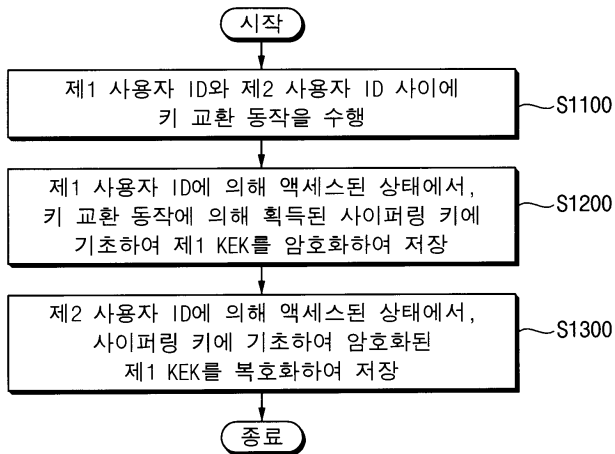 시작
제1 사용자 ID와 제2 사용자 ID 사이에
키 교환 동작을 수행
S1100
제1 사용자 ID에 의해 액세스된 상태에서,
키 교환 동작에 의해 획득된 사이퍼링 키에
기초하여 제1 KEK를 암호화하여 저장
S1200
제2 사용자 ID에 의해 액세스된 상태에서,
사이퍼링 키에 기초하여 암호화된
제1 KEK를 복호화하여 저장
S1300
종료